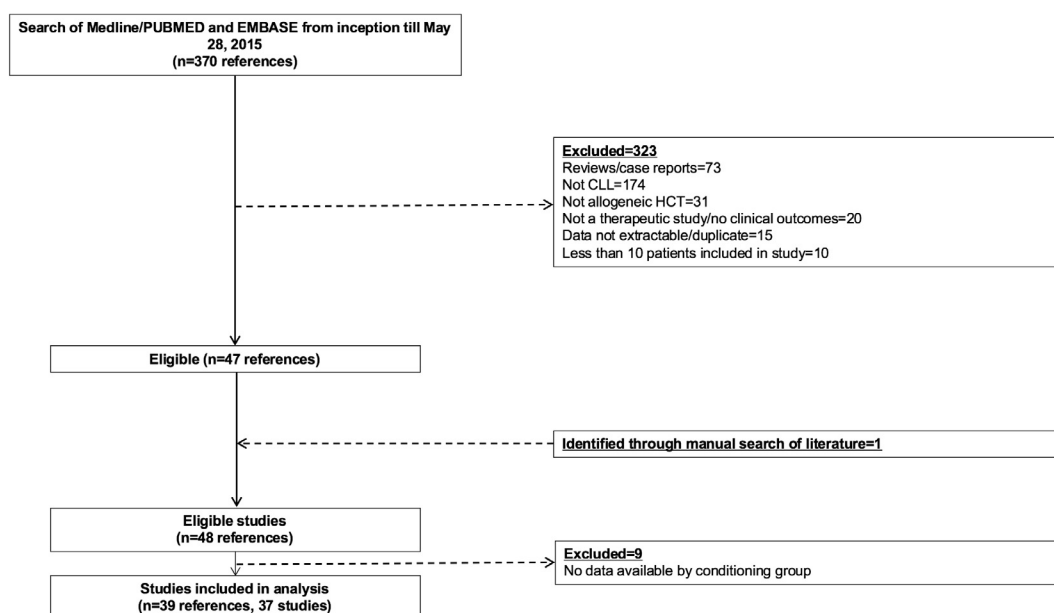 Search of Medline/PUBMED and EMBASE from inception till May
28, 2015
(n=370 references)
Excluded=323
Reviews/case reports=73
Not CLL=174
Not allogeneic HCT=31
Not a therapeutic study/no clinical outcomes=20
Data not extractable/duplicate=15
Less than 10 patients included in study=10
Eligible (n=47 references)
Identified through manual search of literature=1
Eligible studies
(n=48 references)
Excluded=9
No data available by conditioning group
Studies included in analysis
(n=39 references, 37 studies)